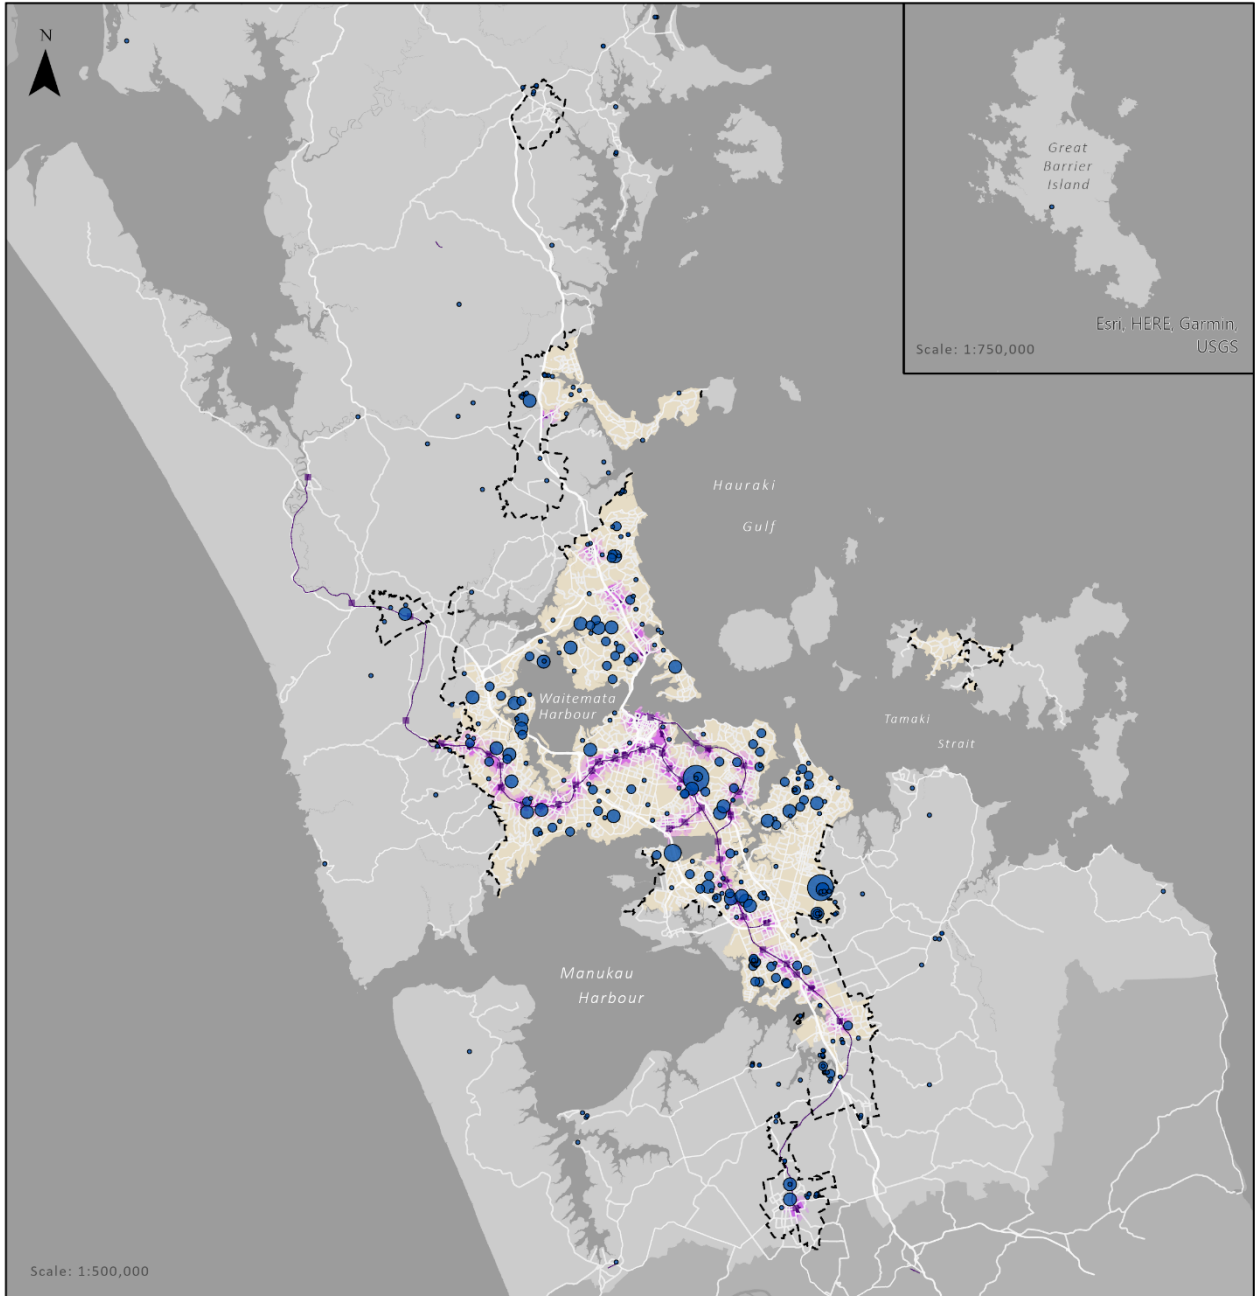 N
Great
Barrier
Island
Esri, HERE, Garmin,
USGS
Scale: 1:750,000
Hauraki
Gulf
Waitemata
Harbour
Tamaki
Strait
Manukau
Harbour
Scale: 1:500,000